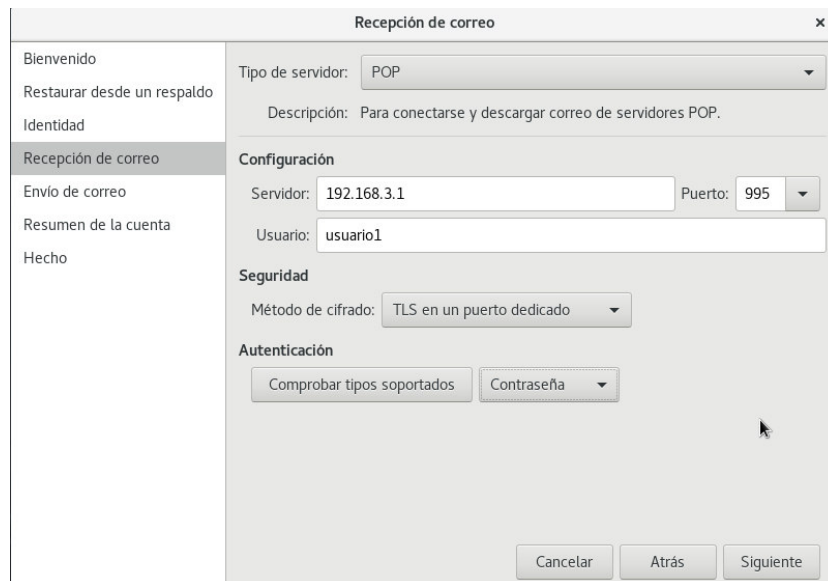 Recepción de correo
Bienvenido
Restaurar desde un respaldo
Identidad
Recepción de correo
Envío de correo
Resumen de la cuenta
Hecho
Tipo de servidor: POP
Descripción: Para conectarse y descargar correo de servidores POP.
Configuración
Servidor: 192.168.3.1 Puerto: 995
Usuario: usuario1
Seguridad
Método de cifrado: TLS en un puerto dedicado
Autenticación
Comprobar tipos soportados Contraseña
Cancelar Atrás Siguiente